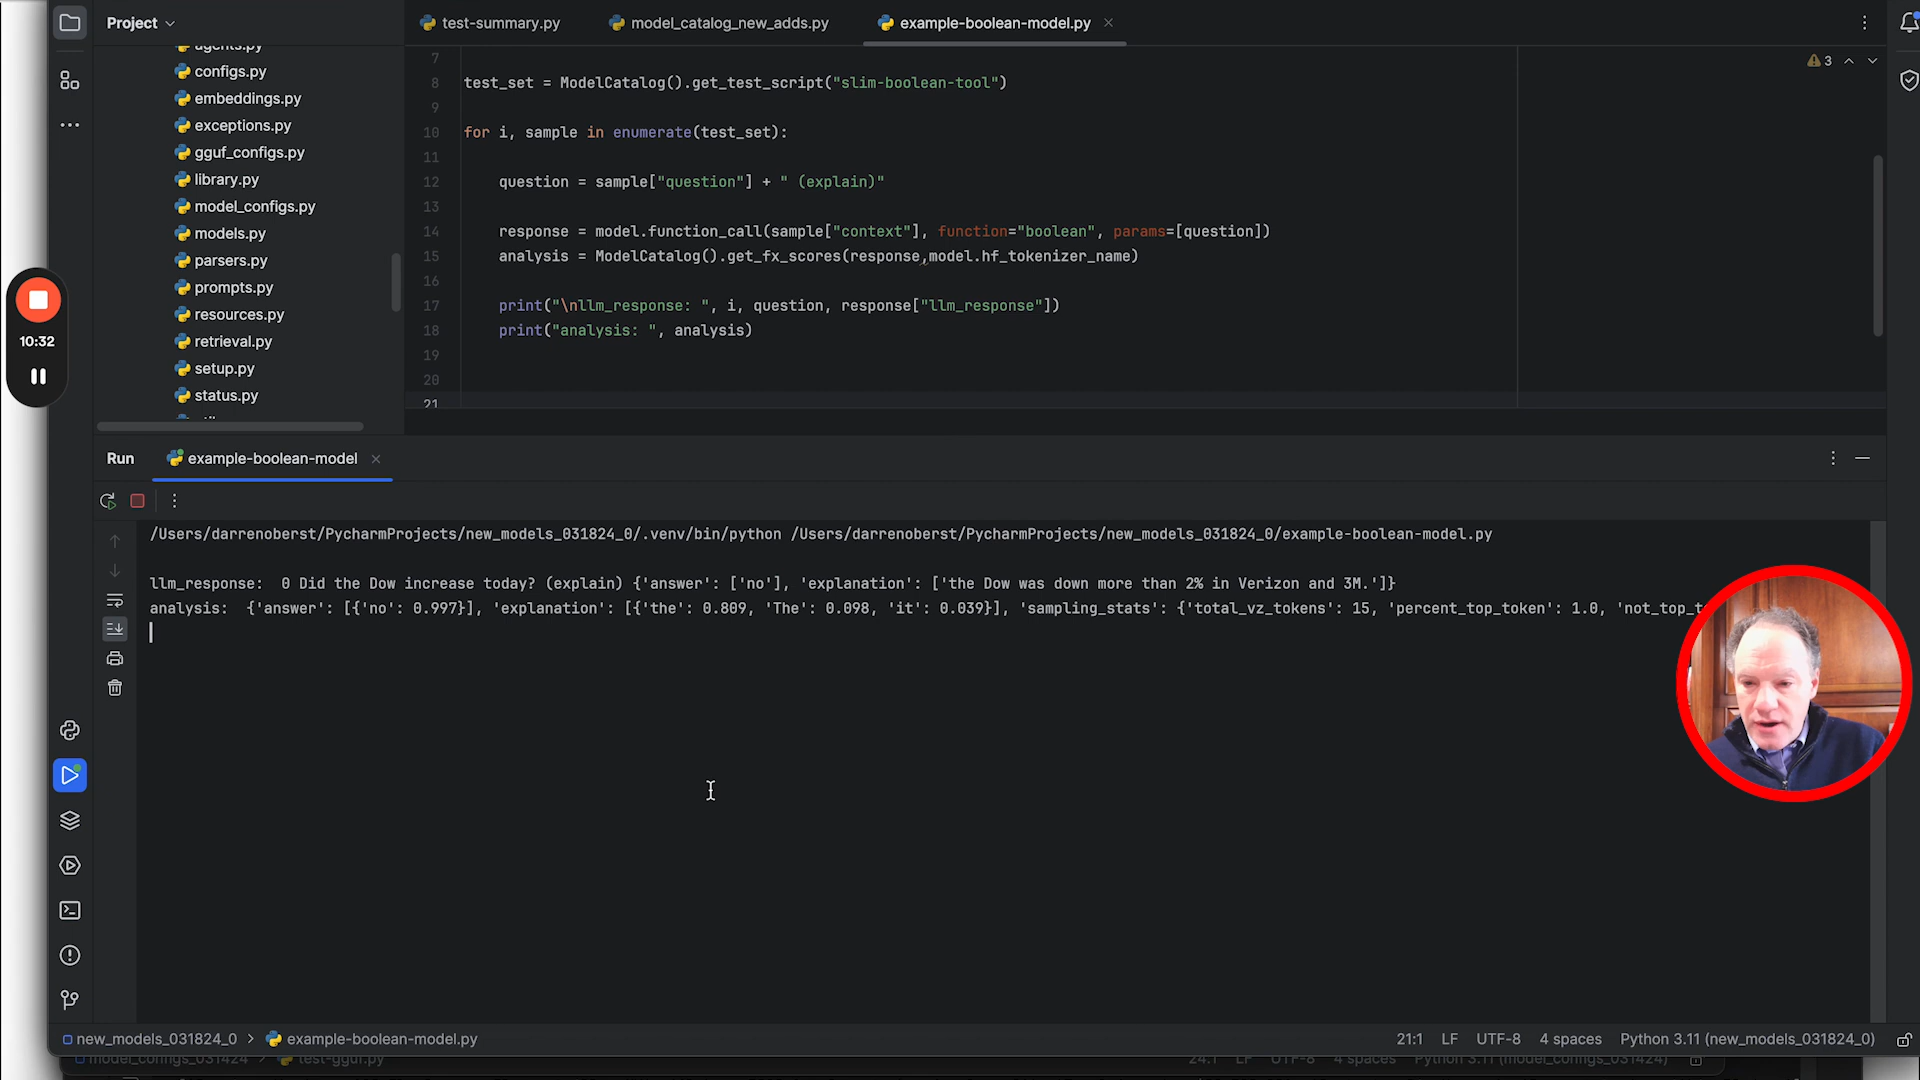 Project
test-summary.py
model_catalog_new_adds.py
example-boolean-model.py
agents.py
configs.py
embeddings.py
exceptions.py
gguf_configs.py
library.py
model_configs.py
models.py
parsers.py
prompts.py
resources.py
retrieval.py
setup.py
status.py
10:32
3
7
8 test_set = ModelCatalog().get_test_script("slim-boolean-tool")
9
10 for i, sample in enumerate(test_set):
11
12 question = sample["question"] + " (explain)"
13
14 response = model.function_call(sample["context"], function="boolean", params=[question])
15 analysis = ModelCatalog().get_fx_scores(response,model.hf_tokenizer_name)
16
17 print("\nllm_response: ", i, question, response["llm_response"])
18 print("analysis: ", analysis)
19
20
21
Run
example-boolean-model
/Users/darrenoberst/PycharmProjects/new_models_031824_0/.venv/bin/python /Users/darrenoberst/PycharmProjects/new_models_031824_0/example-boolean-model.py
llm_response:  0 Did the Dow increase today? (explain) {'answer': ['no'], 'explanation': ['the Dow was down more than 2% in Verizon and 3M.']}
analysis:  {'answer': [{'no': 0.997}], 'explanation': [{'the': 0.809, 'The': 0.098, 'it': 0.039}], 'sampling_stats': {'total_vz_tokens': 15, 'percent_top_token': 1.0, 'not_top_t
new_models_031824_0 > example-boolean-model.py
21:1 LF UTF-8 4 spaces Python 3.11 (new_models_031824_0)
model_configs_031424 > test-gguf.py
24:1 LF UTF-8 4 spaces Python 3.11 (model_configs_031424)